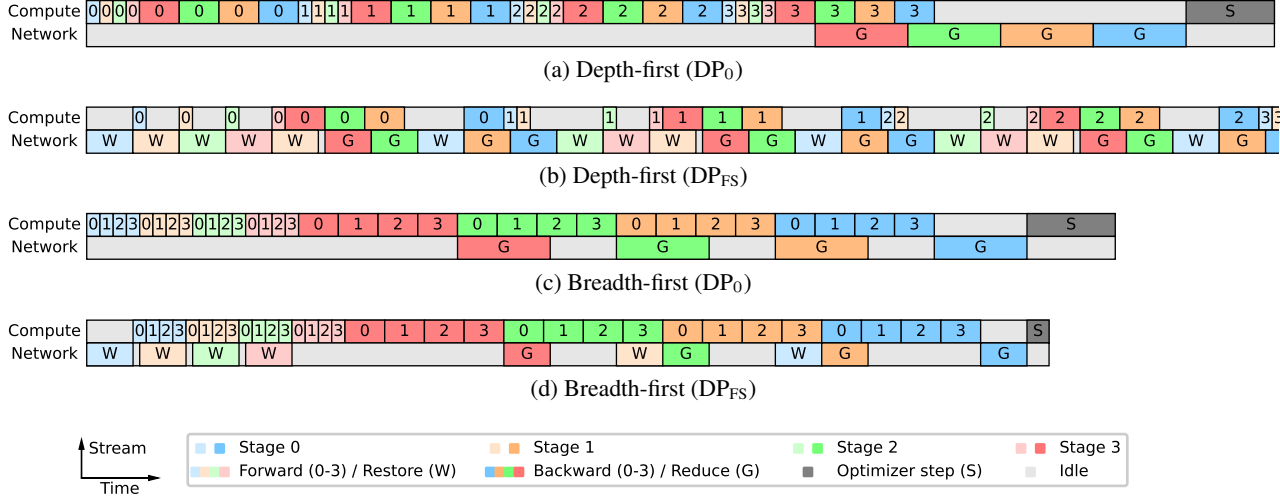 Compute 0 0 0 0 0 0 0 0 1 1 1 1 1 1 1 1 2 2 2 2 2 2 2 2 3 3 3 3 3 3 3 3 S
Network G G G G
(a) Depth-first (DP₀)
Compute 0 0 0 0 0 0 0 0 1 1 1 1 1 1 1 1 2 2 2 2 2 2 2 2 3 3
Network W W W W W G G W G G W W W G G W G G W W W G G W G
(b) Depth-first (DP_FS)
Compute 0 1 2 3 0 1 2 3 0 1 2 3 0 1 2 3 0 1 2 3 0 1 2 3 0 1 2 3 0 1 2 3 S
Network G G G G
(c) Breadth-first (DP₀)
Compute 0 1 2 3 0 1 2 3 0 1 2 3 0 1 2 3 0 1 2 3 0 1 2 3 0 1 2 3 0 1 2 3 S
Network W W W W G W G W G G
(d) Breadth-first (DP_FS)
Stream
Time
Stage 0 Stage 1 Stage 2 Stage 3
Forward (0-3) / Restore (W) Backward (0-3) / Reduce (G) Optimizer step (S) Idle